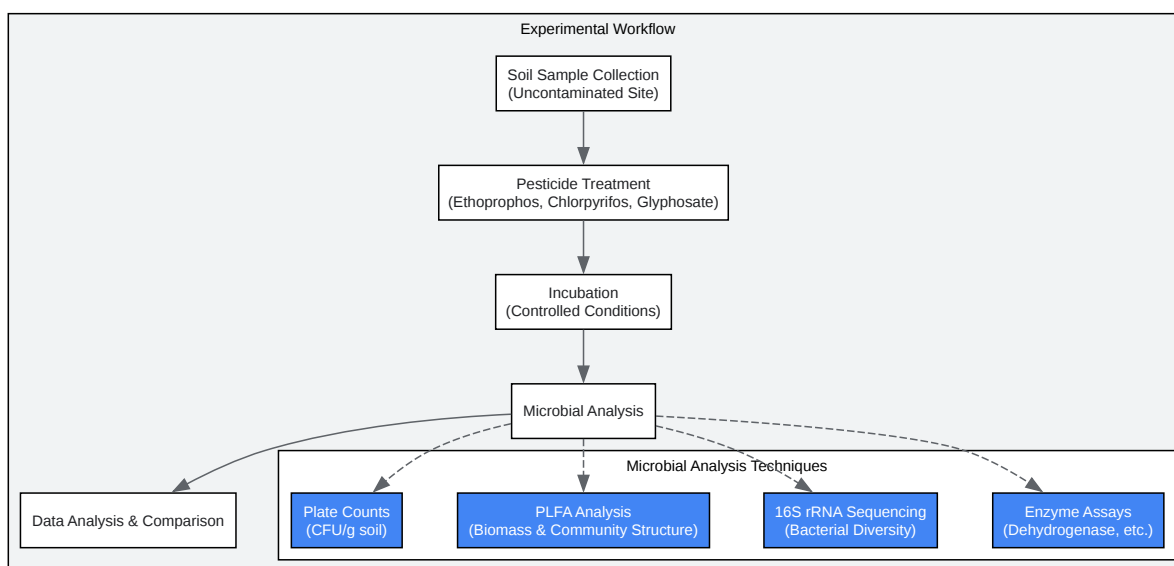 Experimental Workflow
Soil Sample Collection
(Uncontaminated Site)
Pesticide Treatment
(Ethoprophos, Chlorpyrifos, Glyphosate)
Incubation
(Controlled Conditions)
Microbial Analysis
Microbial Analysis Techniques
Data Analysis & Comparison
Plate Counts
(CFU/g soil)
PLFA Analysis
(Biomass & Community Structure)
16S rRNA Sequencing
(Bacterial Diversity)
Enzyme Assays
(Dehydrogenase, etc.)